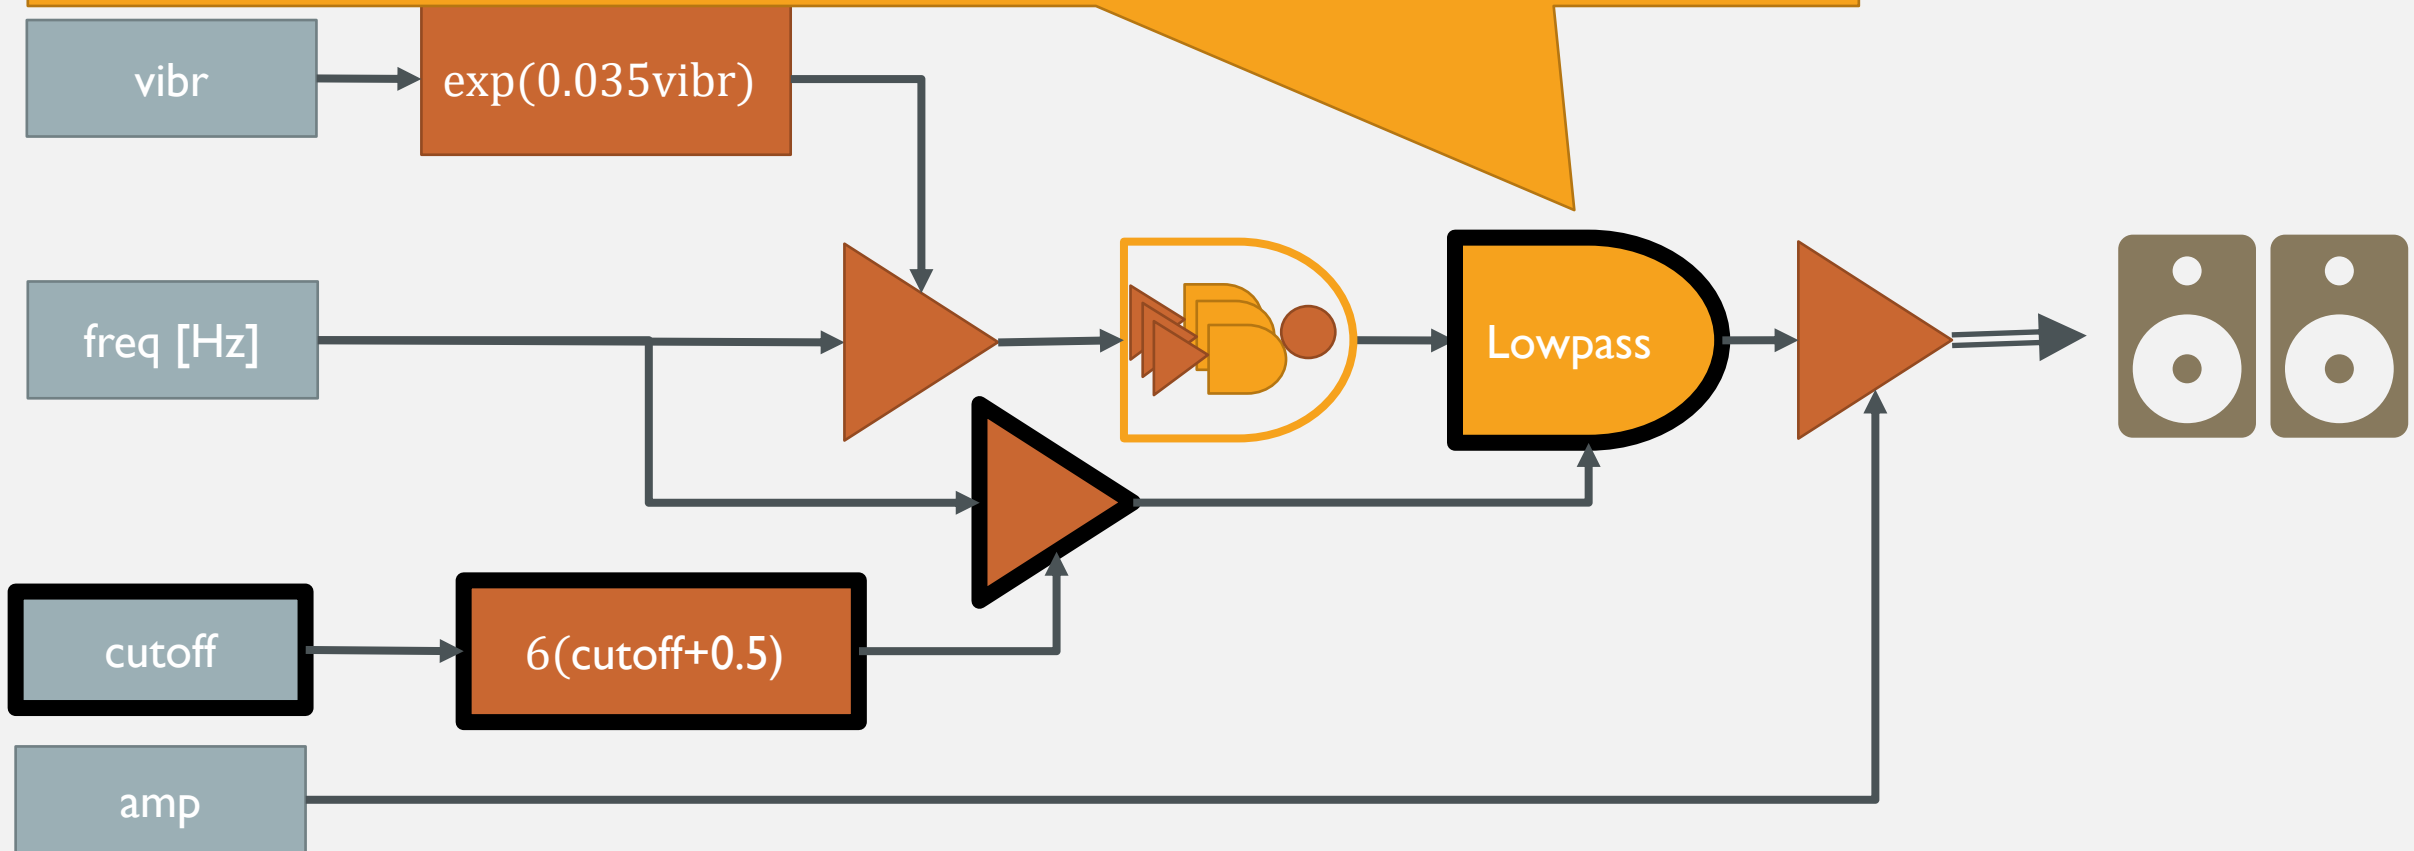 vibr
exp(0.035vibr)
freq [Hz]
Lowpass
cutoff
6(cutoff+0.5)
amp